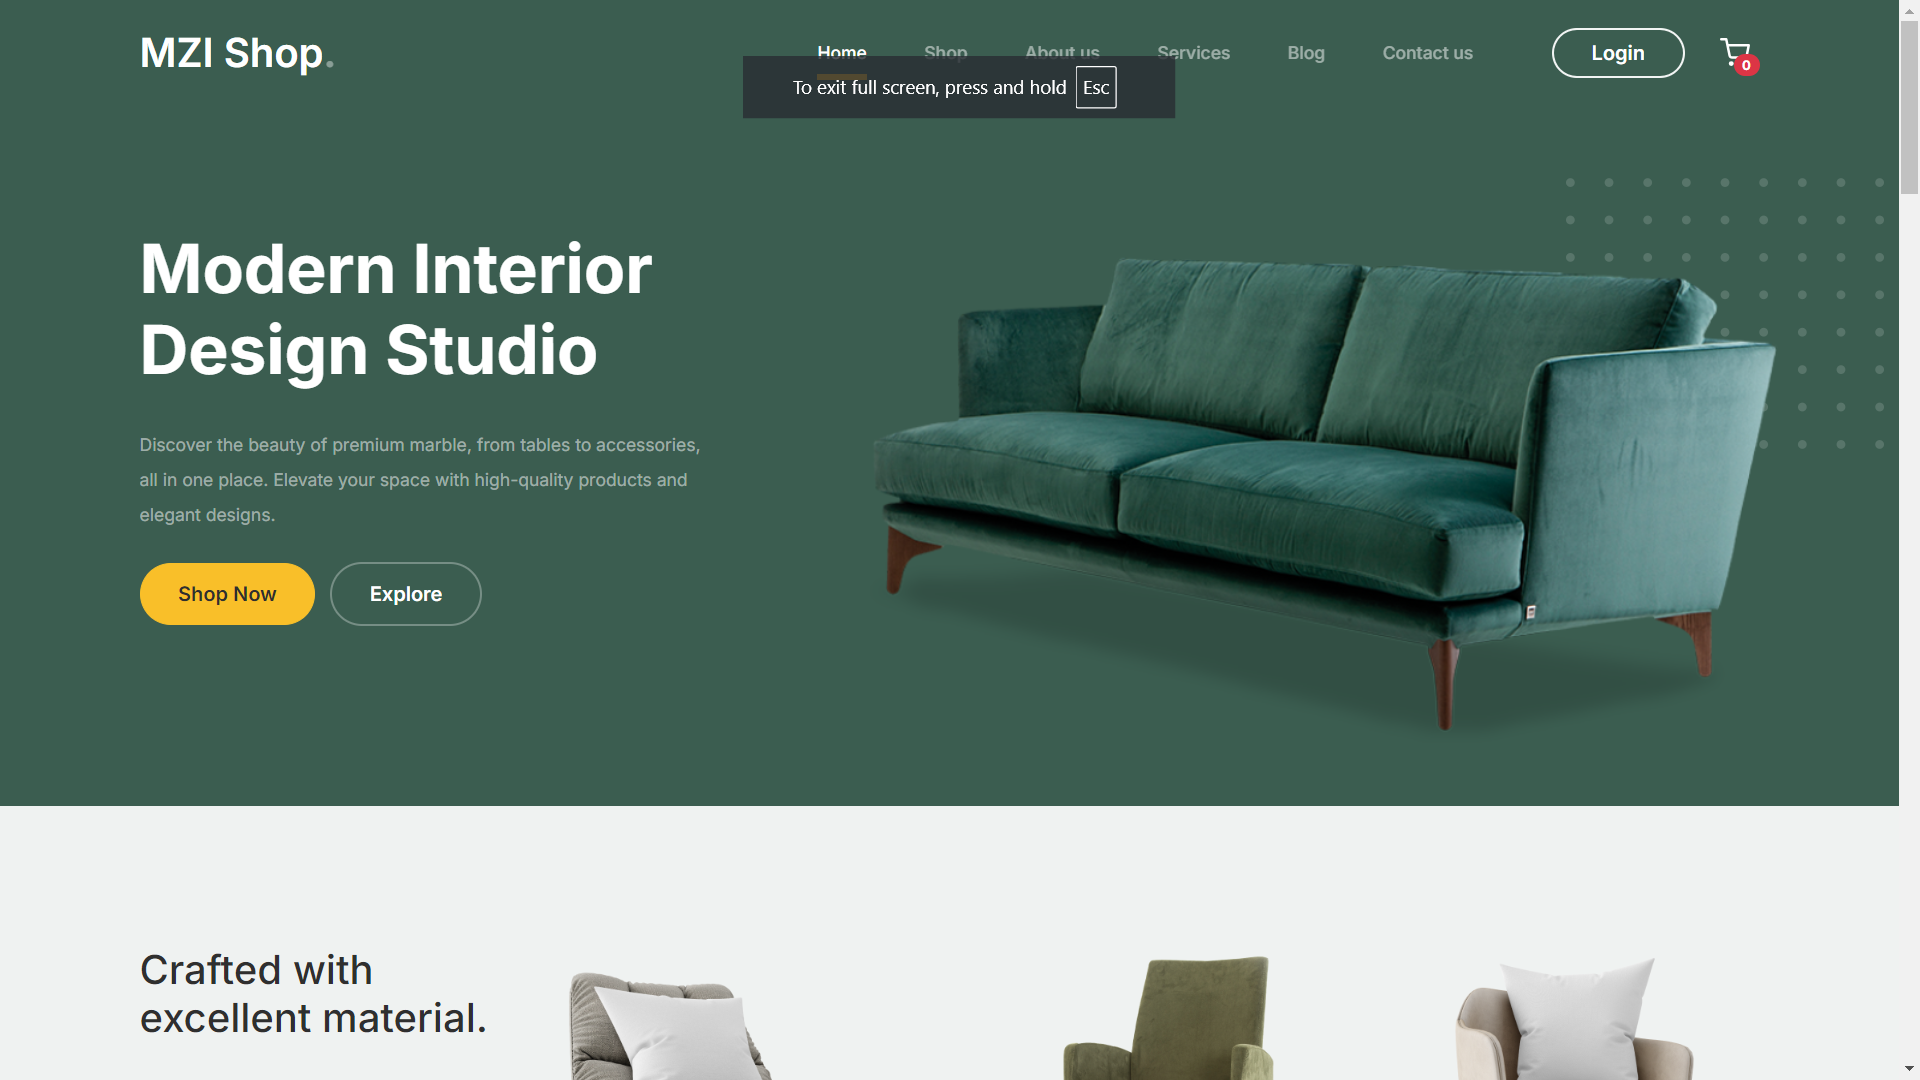 MZI Shop.
Home
Shop
About us
Services
Blog
Contact us
Login
0
To exit full screen, press and hold Esc
Modern Interior
Design Studio
Discover the beauty of premium marble, from tables to accessories,
all in one place. Elevate your space with high-quality products and
elegant designs.
Shop Now
Explore
Crafted with
excellent material.